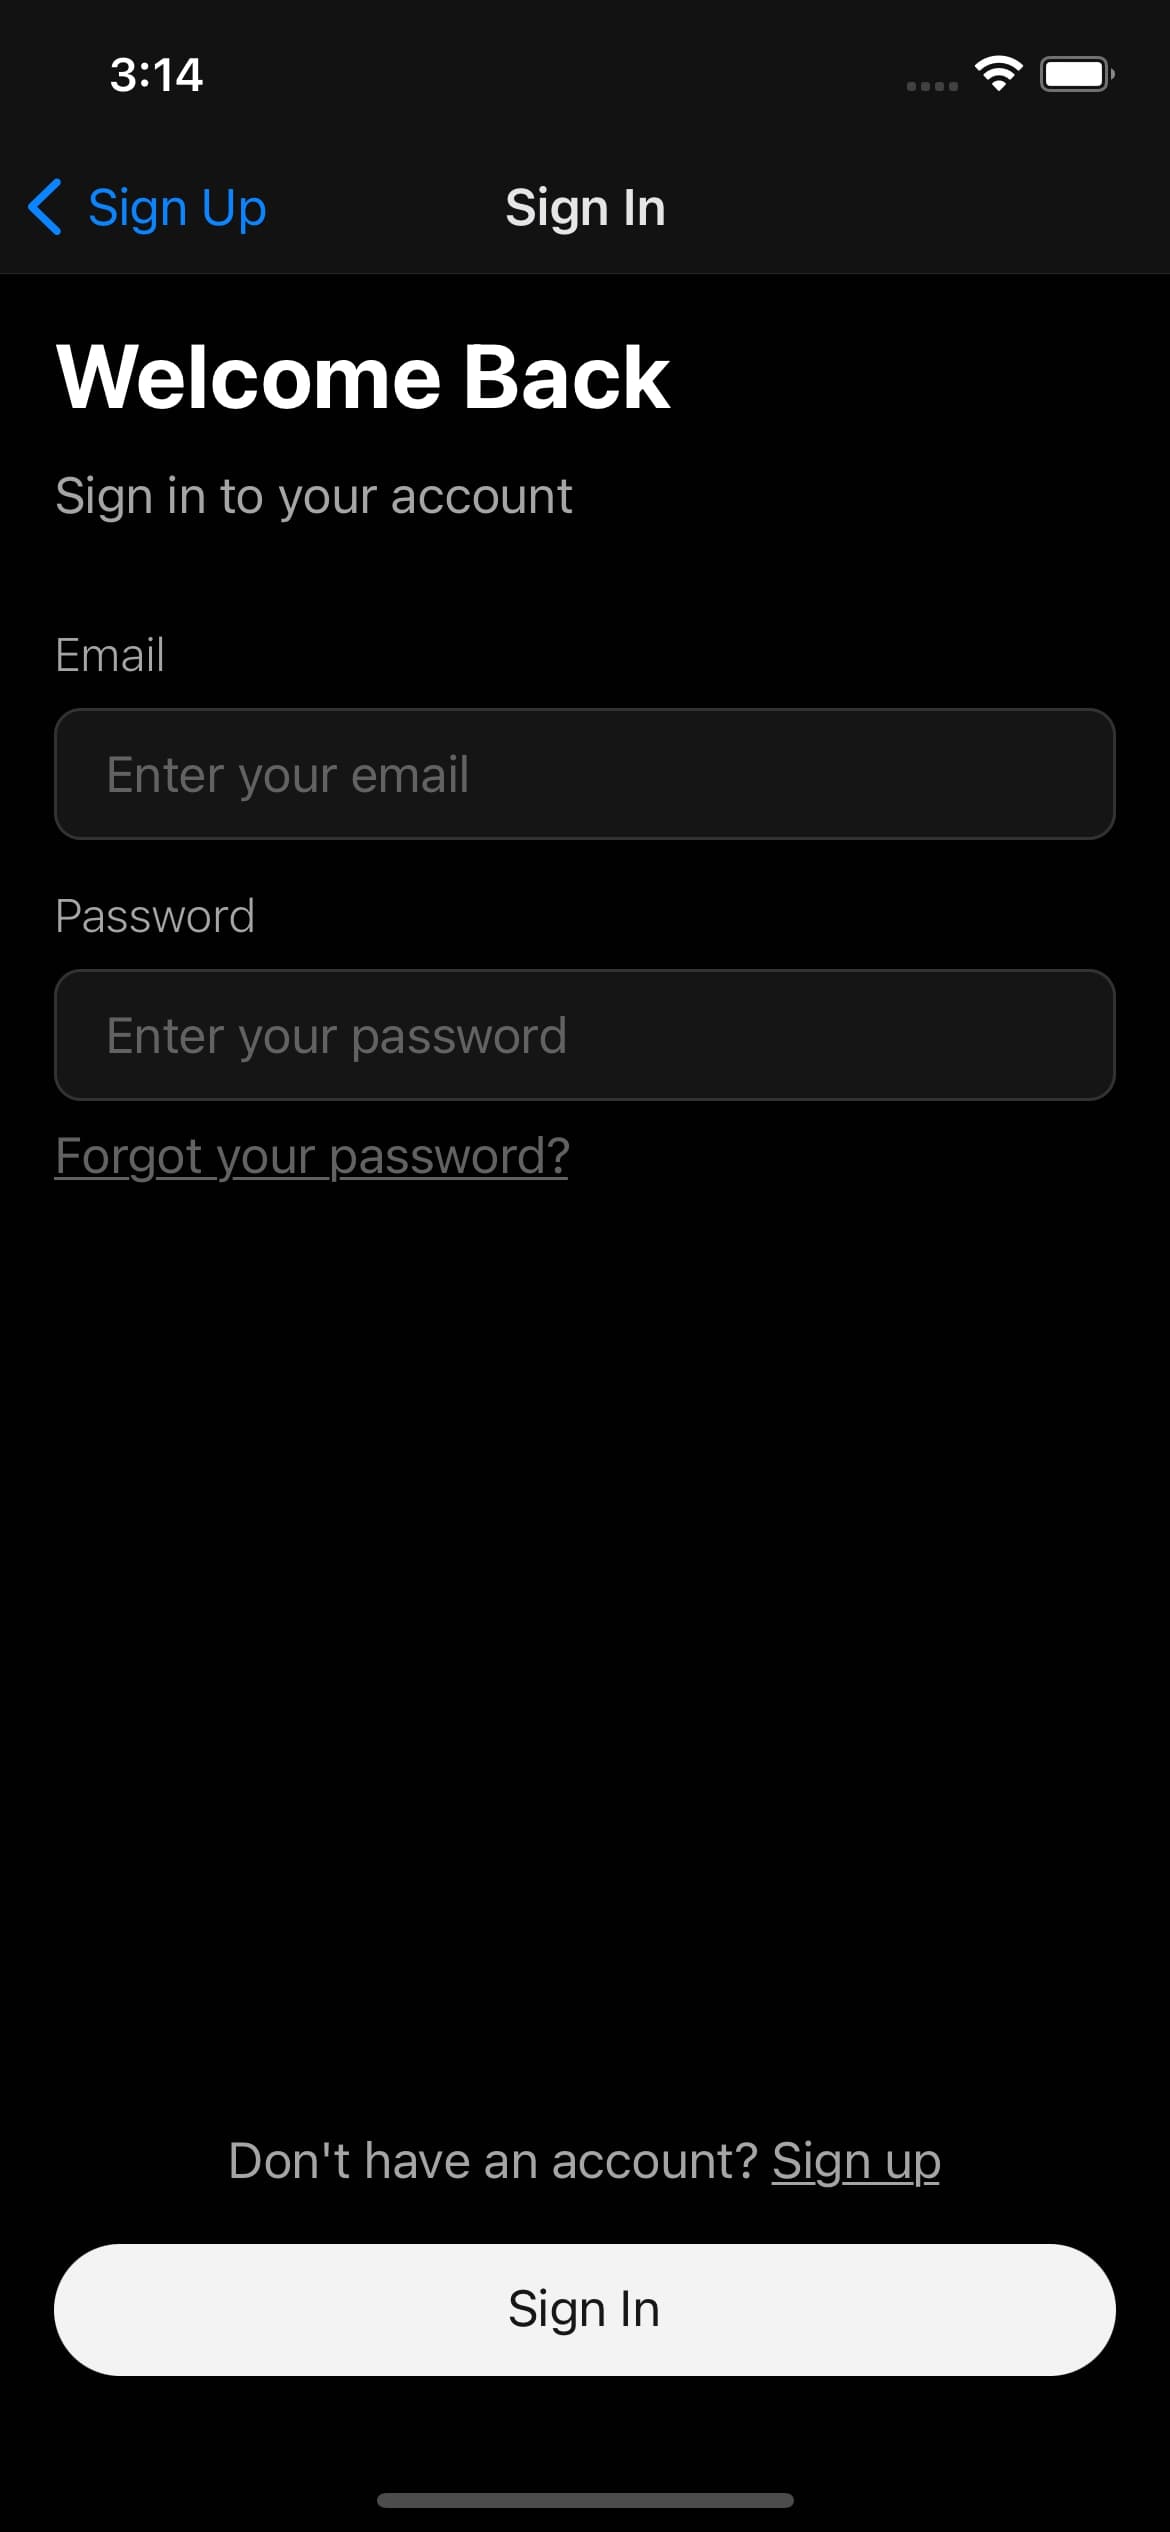 3:14
Sign Up
Sign In
Welcome Back
Sign in to your account
Email
Enter your email
Password
Enter your password
Forgot your password?
Don't have an account? Sign up
Sign In